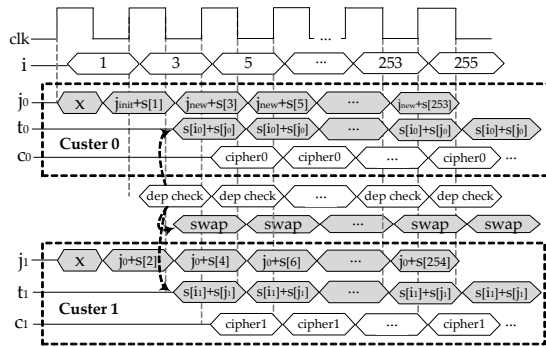 clk ...
i 1 3 5 ... 253 255
j0 x jinit+s[1] jnew+s[3] jnew+s[5] ... jnew+s[253]
t0 s[i0]+s[j0] s[i0]+s[j0] ... s[i0]+s[j0] s[i0]+s[j0]
Custer 0
c0 cipher0 cipher0 ... cipher0 ...
dep check dep check ... dep check dep check
swap swap ... swap swap
j1 x j0+s[2] j0+s[4] j0+s[6] ... j0+s[254]
t1 s[i1]+s[j1] s[i1]+s[j1] ... s[i1]+s[j1] s[i1]+s[j1]
Custer 1
c1 cipher1 cipher1 ... cipher1 ...